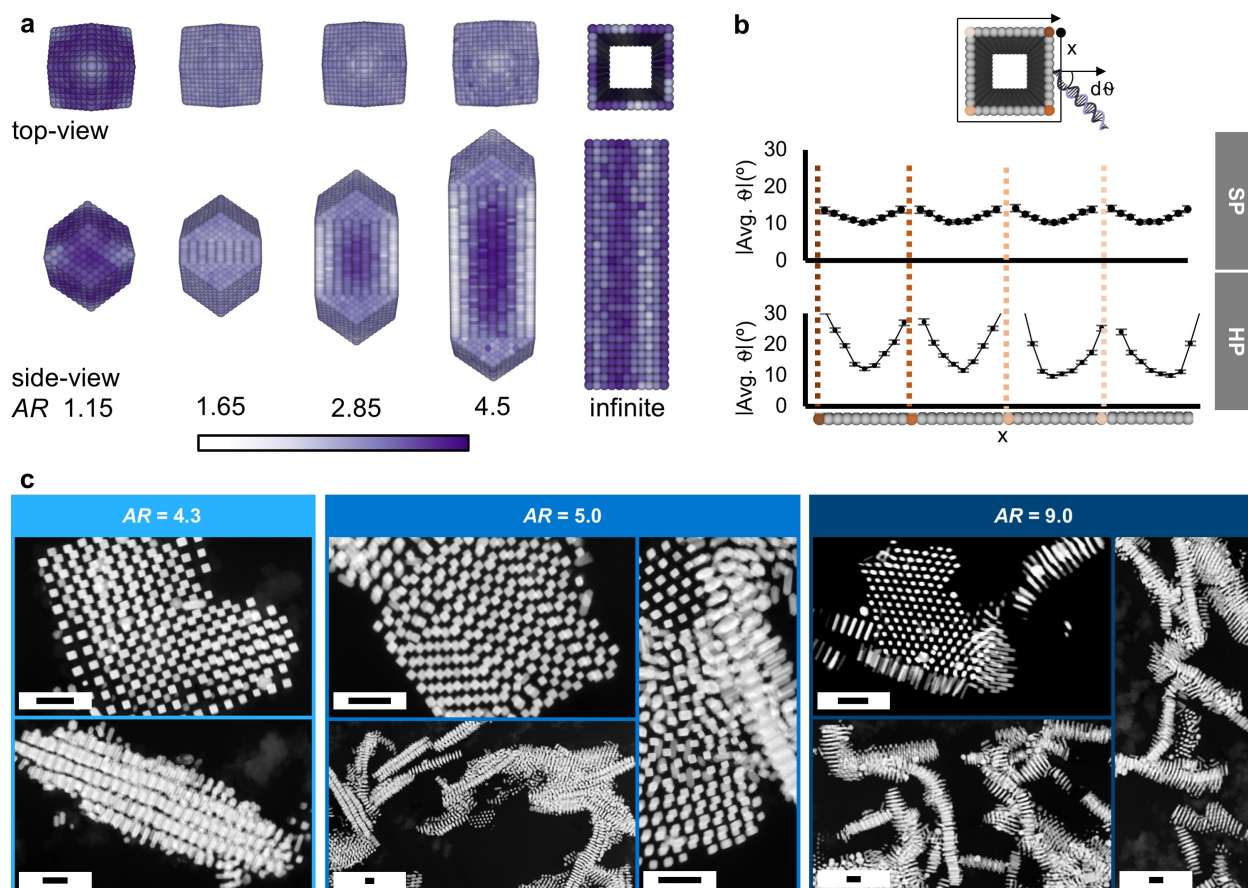 a
top-view
side-view
AR 1.15 1.65 2.85 4.5 infinite
b
x
dθ
30
20
10
0
|Avg. θ|(º)
SP
30
20
10
0
|Avg. θ|(º)
HP
x
c
AR = 4.3
AR = 5.0
AR = 9.0